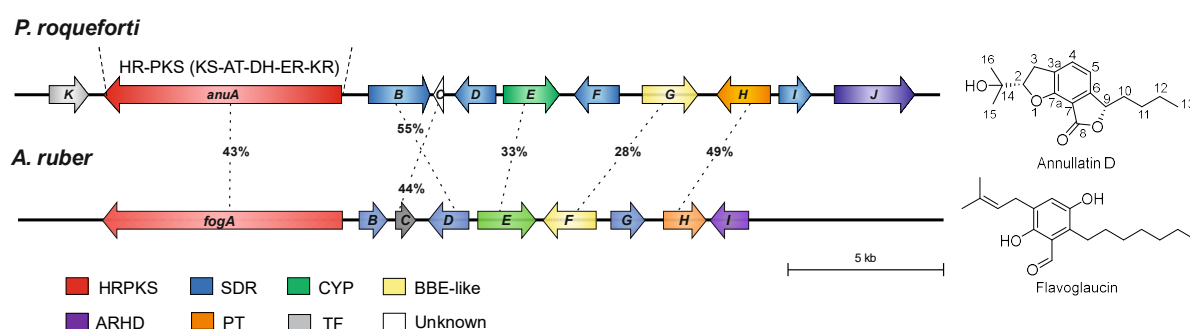 P. roqueforti
HR-PKS (KS-AT-DH-ER-KR)
K anuA B C D E F G H I J
55%
43% 33% 28% 49%
A. ruber
44%
fogA B C D E F G H I
5 kb
HRPKS SDR CYP BBE-like
ARHD PT TF Unknown
16 3 4
3a 5
HO 2
14 O 7a 6 9 10 12
15 1 7 11 13
8 O
O
Annullatin D
OH
HO
O
Flavoglaucin